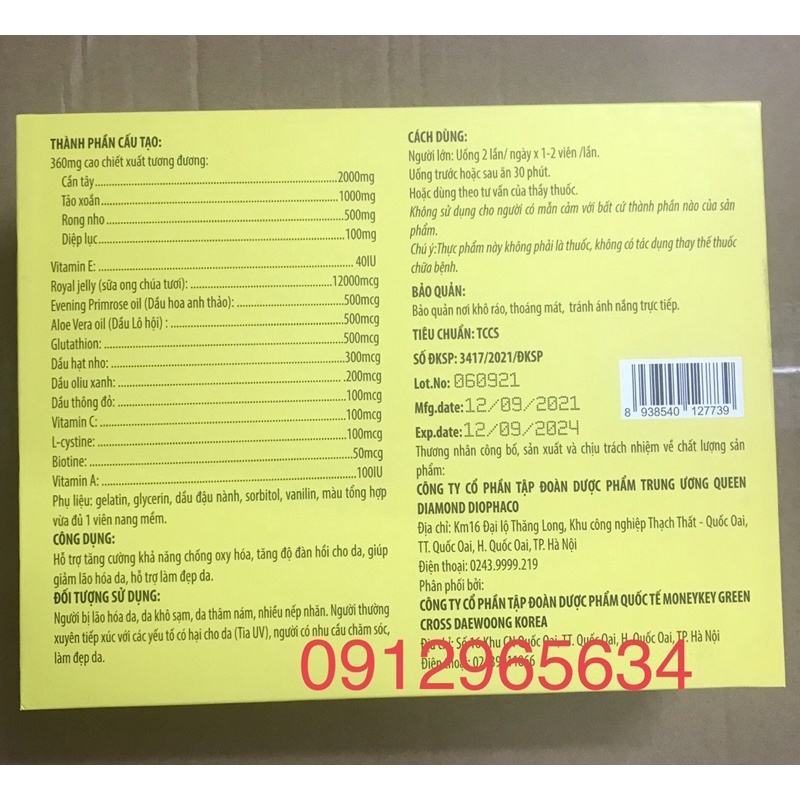 THÀNH PHẦN CẤU TẠO:
360mg cao chiết xuất tương đương:
Cần tây........2000mg
Tảo xoắn........1000mg
Rong nho........500mg
Diệp lục........100mg
Vitamin E:........40IU
Royal jelly (sữa ong chúa tươi):........12000mcg
Evening Primrose oil (Dầu hoa anh thảo):........500mcg
Aloe Vera oil (Dầu Lô hội) :........500mcg
Glutathion:........500mcg
Dầu hạt nho:........300mcg
Dầu oliu xanh:........200mcg
Dầu thông đỏ:........100mcg
Vitamin C:........100mcg
L-cystine:........100mcg
Biotine:........50mcg
Vitamin A:........100IU
Phụ liệu: gelatin, glycerin, dầu đậu nành, sorbitol, vanilin, màu tổng hợp
vừa đủ 1 viên nang mềm.
CÔNG DỤNG:
Hỗ trợ tăng cường khả năng chống oxy hóa, tăng độ đàn hồi cho da, giúp
giảm lão hóa da, hỗ trợ làm đẹp da.
ĐỐI TƯỢNG SỬ DỤNG:
Người bị lão hóa da, da khô sạm, da thâm nám, nhiều nếp nhăn. Người thường
xuyên tiếp xúc với các yếu tố có hại cho da (Tia UV), người có nhu cầu chăm sóc,
làm đẹp da.
CÁCH DÙNG:
Người lớn: Uống 2 lần/ ngày x 1-2 viên /lần.
Uống trước hoặc sau ăn 30 phút.
Hoặc dùng theo tư vấn của thầy thuốc.
Không sử dụng cho người có mẫn cảm với bất cứ thành phần nào của sản
phẩm.
Chú ý:Thực phẩm này không phải là thuốc, không có tác dụng thay thế thuốc
chữa bệnh.
BẢO QUẢN:
Bảo quản nơi khô ráo, thoáng mát, tránh ánh nắng trực tiếp.
TIÊU CHUẨN: TCCS
SỐ ĐKSP: 3417/2021/ĐKSP
Lot.No: 060921
Mfg.date: 12/09/2021
Exp.date: 12/09/2024
8 938540 127739
Thương nhân công bố, sản xuất và chịu trách nhiệm về chất lượng sản
phẩm:
CÔNG TY CỔ PHẦN TẬP ĐOÀN DƯỢC PHẨM TRUNG ƯƠNG QUEEN
DIAMOND DIOPHACO
Địa chỉ: Km16 Đại lộ Thăng Long, Khu công nghiệp Thạch Thất - Quốc Oai,
TT. Quốc Oai, H. Quốc Oai, TP. Hà Nội
Điện thoại: 0243.9999.219
Phân phối bởi:
CÔNG TY CỔ PHẦN TẬP ĐOÀN DƯỢC PHẨM QUỐC TẾ MONEYKEY GREEN
CROSS DAEWOONG KOREA
Địa chỉ: Số 16 Khu CN Quốc Oai, TT. Quốc Oai, H. Quốc Oai, TP. Hà Nội
Điện thoại:
0912965634